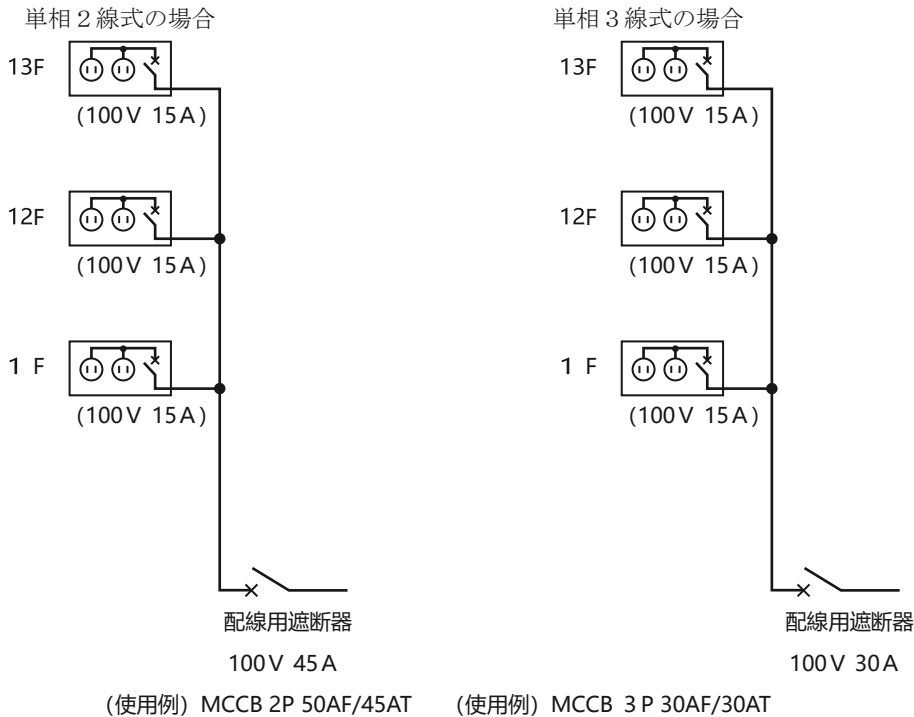 単相２線式の場合
13F
(100V 15A)
12F
(100V 15A)
1 F
(100V 15A)
配線用遮断器
100V 45A
(使用例) MCCB 2P 50AF/45AT
単相３線式の場合
13F
(100V 15A)
12F
(100V 15A)
1 F
(100V 15A)
配線用遮断器
100V 30A
(使用例) MCCB 3P 30AF/30AT